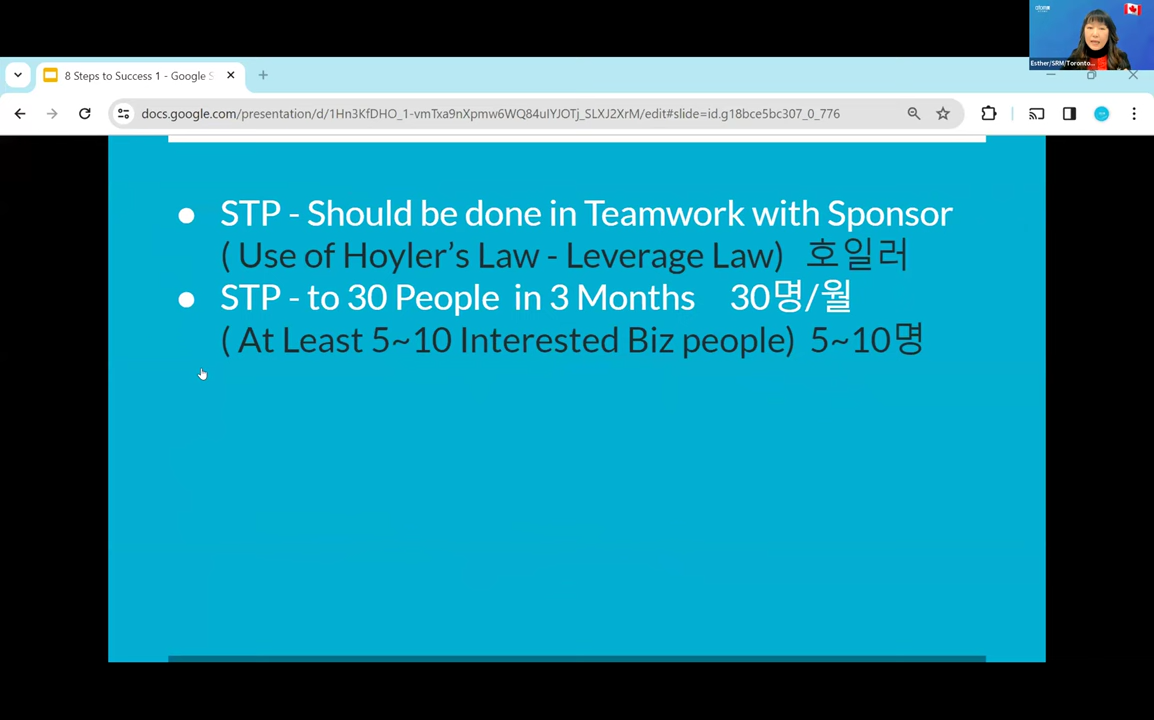 Esther/SRM/Toronto...
8 Steps to Success 1 - Google S
docs.google.com/presentation/d/1Hn3KfDHO_1-vmTxa9nXpmw6WQ84uIYJOTj_SLXJ2XrM/edit#slide=id.g18bce5bc307_0_776
● STP - Should be done in Teamwork with Sponsor
( Use of Hoyler’s Law - Leverage Law) 호일러
● STP - to 30 People in 3 Months 30명/월
( At Least 5~10 Interested Biz people) 5~10명